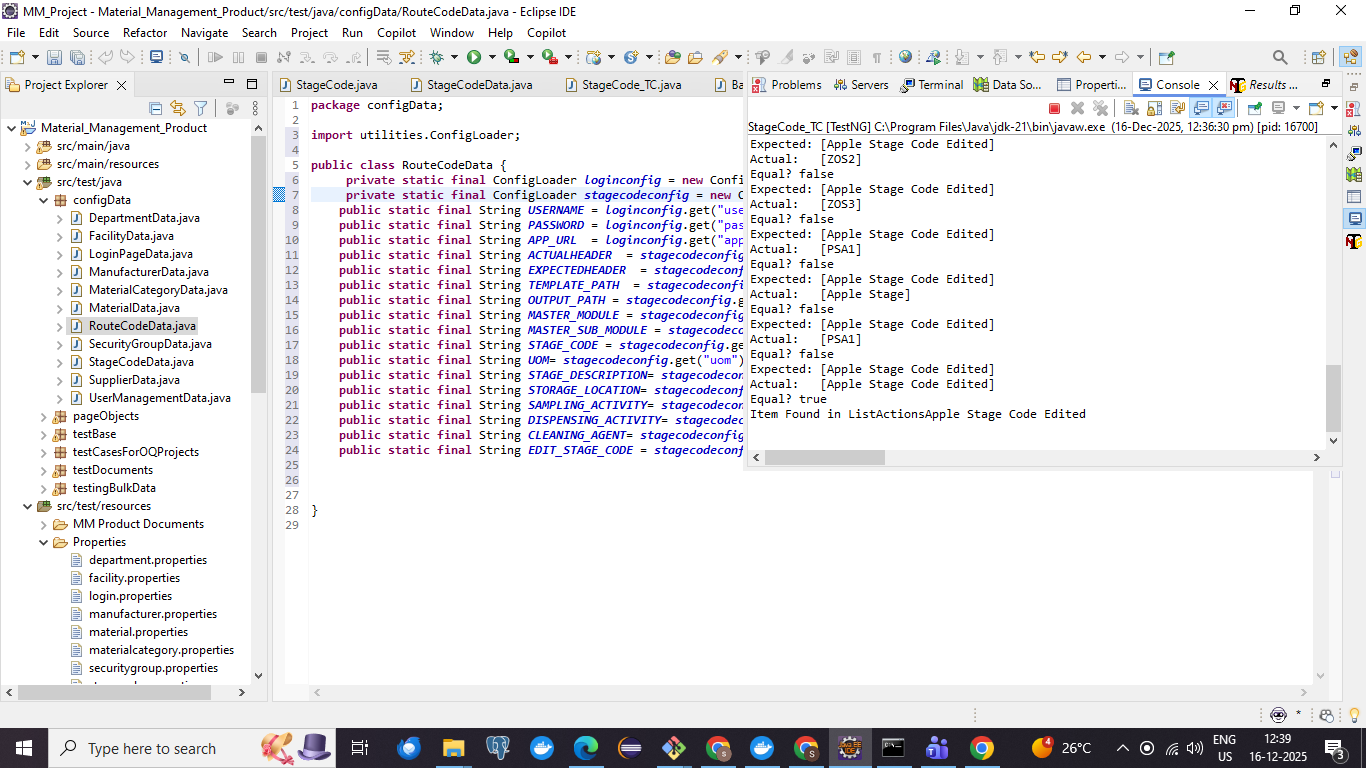 MM_Project - Material_Management_Product/src/test/java/configData/RouteCodeData.java - Eclipse IDE
File Edit Source Refactor Navigate Search Project Run Copilot Window Help Copilot
Project Explorer
Material_Management_Product
src/main/java
src/main/resources
src/test/java
configData
DepartmentData.java
FacilityData.java
LoginPageData.java
ManufacturerData.java
MaterialCategoryData.java
MaterialData.java
RouteCodeData.java
SecurityGroupData.java
StageCodeData.java
SupplierData.java
UserManagementData.java
pageObjects
testBase
testCasesForOQProjects
testDocuments
testingBulkData
src/test/resources
MM Product Documents
Properties
department.properties
facility.properties
login.properties
manufacturer.properties
material.properties
materialcategory.properties
securitygroup.properties
StageCode.java StageCodeData.java StageCode_TC.java Ba
1 package configData;
2
3 import utilities.ConfigLoader;
4
5 public class RouteCodeData {
6 private static final ConfigLoader loginconfig = new Confi
7 private static final ConfigLoader stagecodeconfig = new C
8 public static final String USERNAME = loginconfig.get("use
9 public static final String PASSWORD = loginconfig.get("pas
10 public static final String APP_URL = loginconfig.get("app
11 public static final String ACTUALHEADER = stagecodeconfig
12 public static final String EXPECTEDHEADER = stagecodeconf
13 public static final String TEMPLATE_PATH = stagecodeconfi
14 public static final String OUTPUT_PATH = stagecodeconfig.g
15 public static final String MASTER_MODULE = stagecodeconfig
16 public static final String MASTER_SUB_MODULE = stagecodeco
17 public static final String STAGE_CODE = stagecodeconfig.ge
18 public static final String UOM= stagecodeconfig.get("uom")
19 public static final String STAGE_DESCRIPTION= stagecodecon
20 public static final String STORAGE_LOCATION= stagecodeconf
21 public static final String SAMPLING_ACTIVITY= stagecodecon
22 public static final String DISPENSING_ACTIVITY= stagecodec
23 public static final String CLEANING_AGENT= stagecodeconfig
24 public static final String EDIT_STAGE_CODE = stagecodeconf
25
26
27
28 }
29
Problems Servers Terminal Data So... Properti... Console Results ...
StageCode_TC [TestNG] C:\Program Files\Java\jdk-21\bin\javaw.exe (16-Dec-2025, 12:36:30 pm) [pid: 16700]
Expected: [Apple Stage Code Edited]
Actual: [ZOS2]
Equal? false
Expected: [Apple Stage Code Edited]
Actual: [ZOS3]
Equal? false
Expected: [Apple Stage Code Edited]
Actual: [PSA1]
Equal? false
Expected: [Apple Stage Code Edited]
Actual: [Apple Stage]
Equal? false
Expected: [Apple Stage Code Edited]
Actual: [PSA1]
Equal? false
Expected: [Apple Stage Code Edited]
Actual: [Apple Stage Code Edited]
Equal? true
Item Found in ListActionsApple Stage Code Edited
Type here to search
26°C
ENG
US
12:39
16-12-2025
3